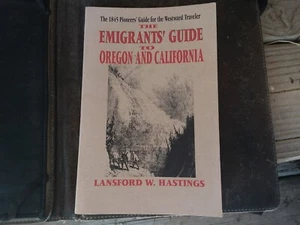 The 1845 Pioneers' Guide for the Westward Traveler
THE
EMIGRANTS' GUIDE
TO
OREGON AND CALIFORNIA
LANSFORD W. HASTINGS